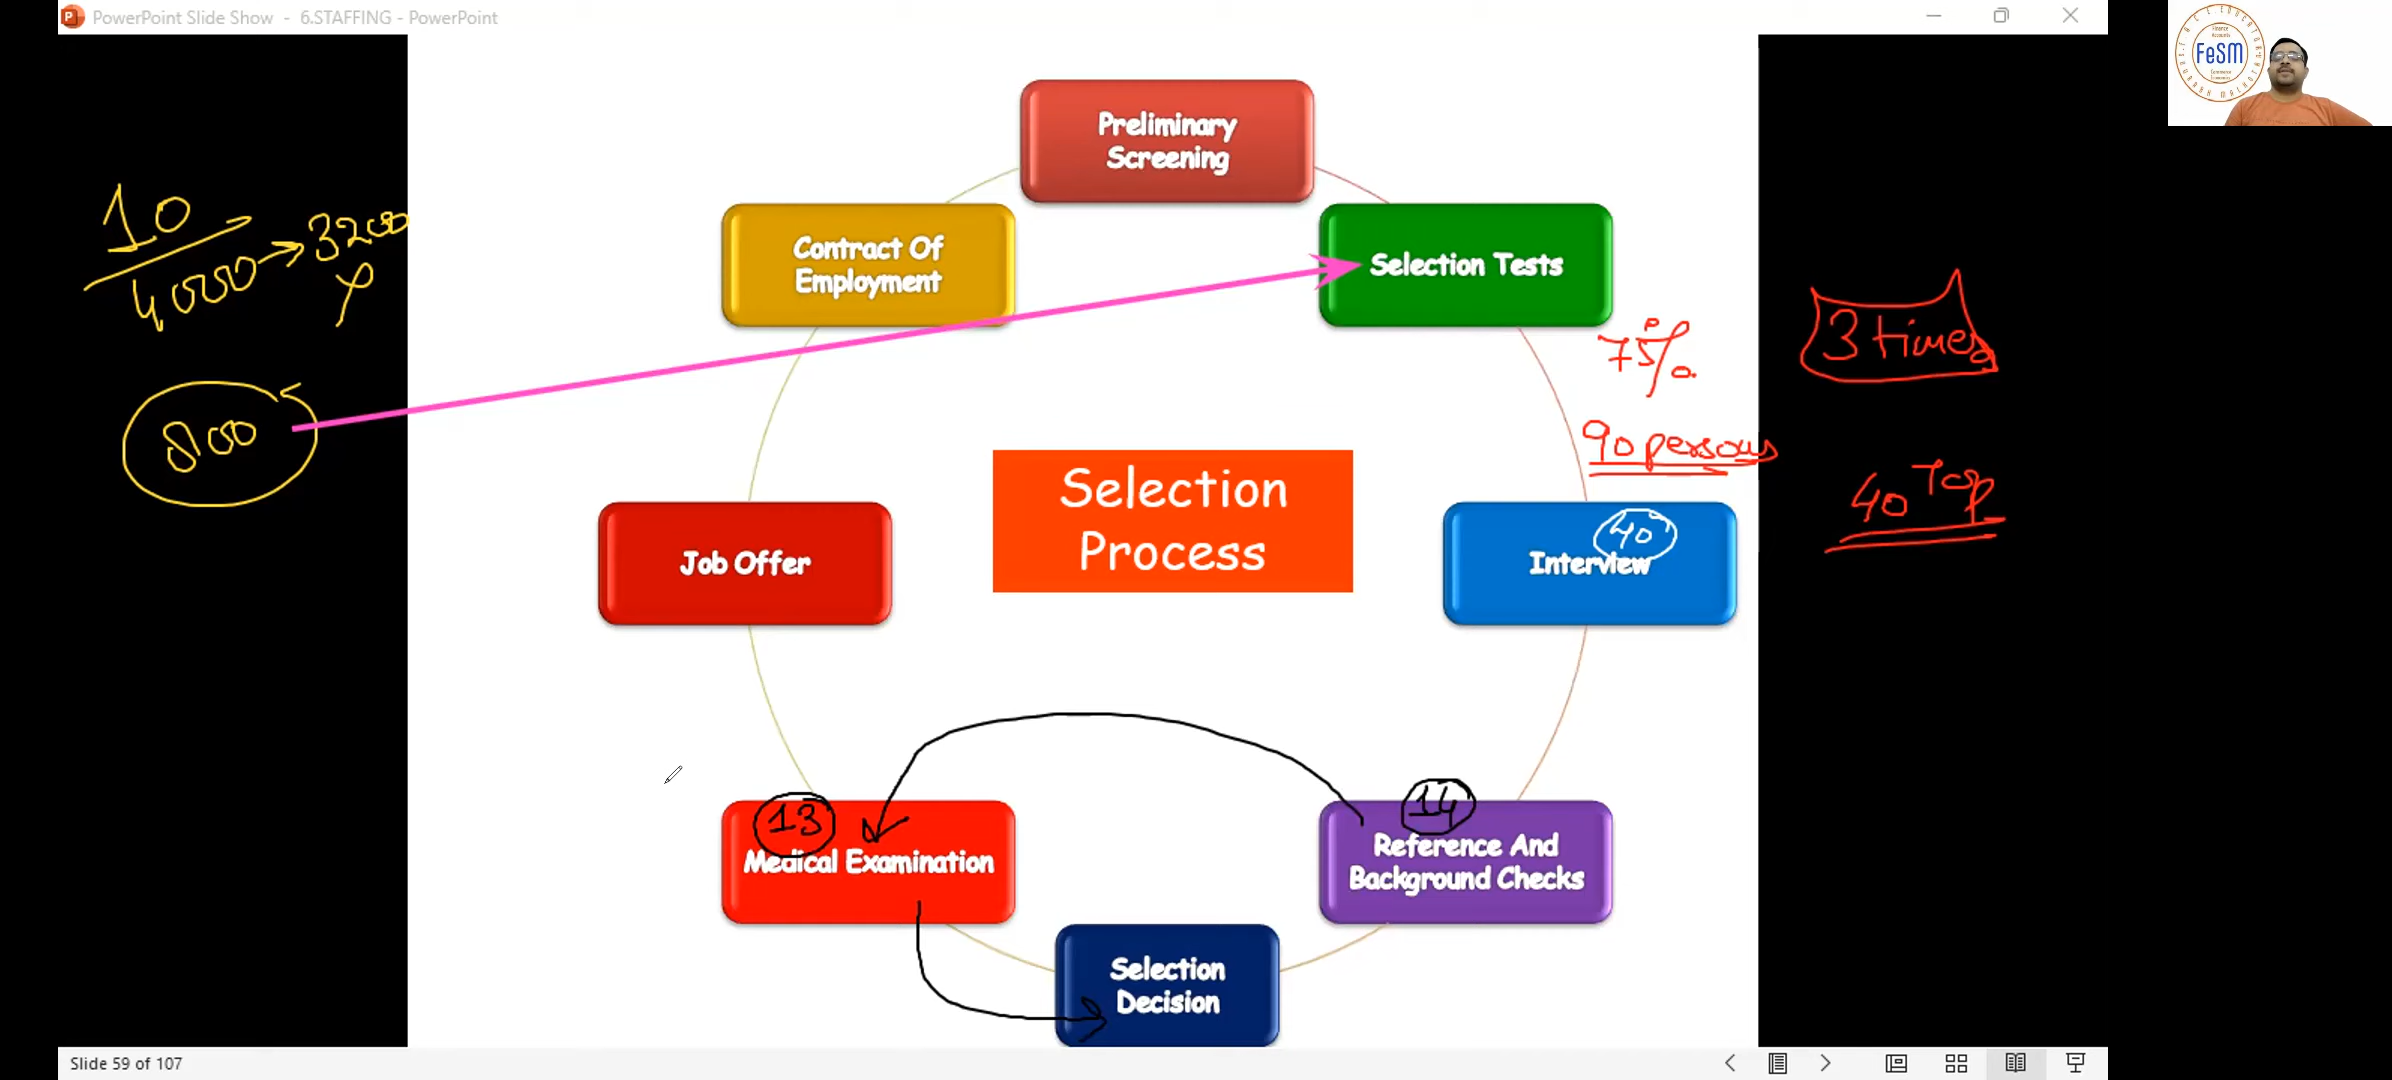 PowerPoint Slide Show - 6.STAFFING - PowerPoint
FeSM
Preliminary
Screening
Contract Of
Employment
Selection Tests
10
4000 → 3200
800
75%
3 times
90 persons
40 Top
Selection
Process
Job Offer
40
Interview
13
Medical Examination
14
Reference And
Background Checks
Selection
Decision
Slide 59 of 107